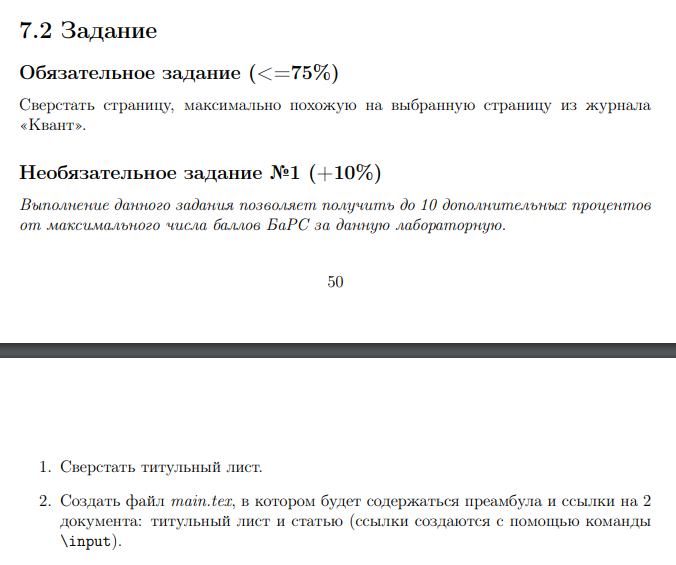 7.2 Задание
Обязательное задание (<=75%)
Сверстать страницу, максимально похожую на выбранную страницу из журнала
«Квант».
Необязательное задание №1 (+10%)
Выполнение данного задания позволяет получить до 10 дополнительных процентов
от максимального числа баллов БаРС за данную лабораторную.
50
1. Сверстать титульный лист.
2. Создать файл main.tex, в котором будет содержаться преамбула и ссылки на 2
документа: титульный лист и статью (ссылки создаются с помощью команды
\input).